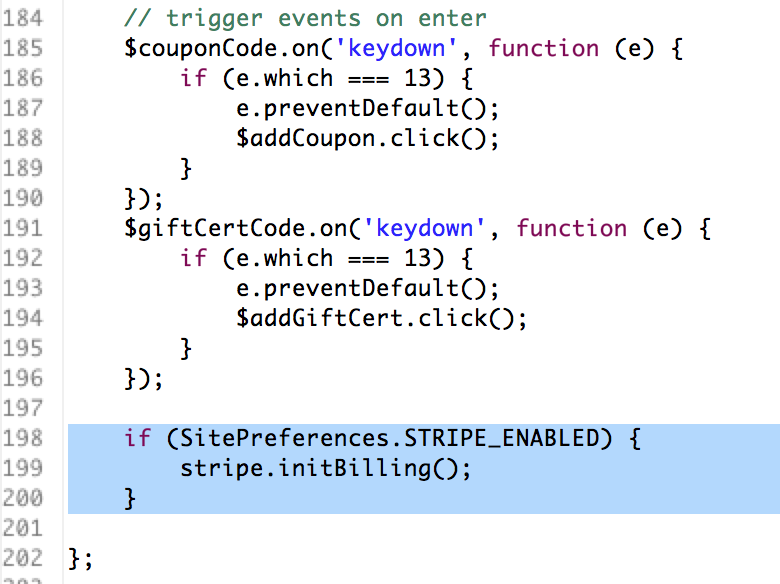 184 // trigger events on enter
185 $couponCode.on('keydown', function (e) {
186 if (e.which === 13) {
187 e.preventDefault();
188 $addCoupon.click();
189 }
190 });
191 $giftCertCode.on('keydown', function (e) {
192 if (e.which === 13) {
193 e.preventDefault();
194 $addGiftCert.click();
195 }
196 });
197
198 if (SitePreferences.STRIPE_ENABLED) {
199 stripe.initBilling();
200 }
201
202 };